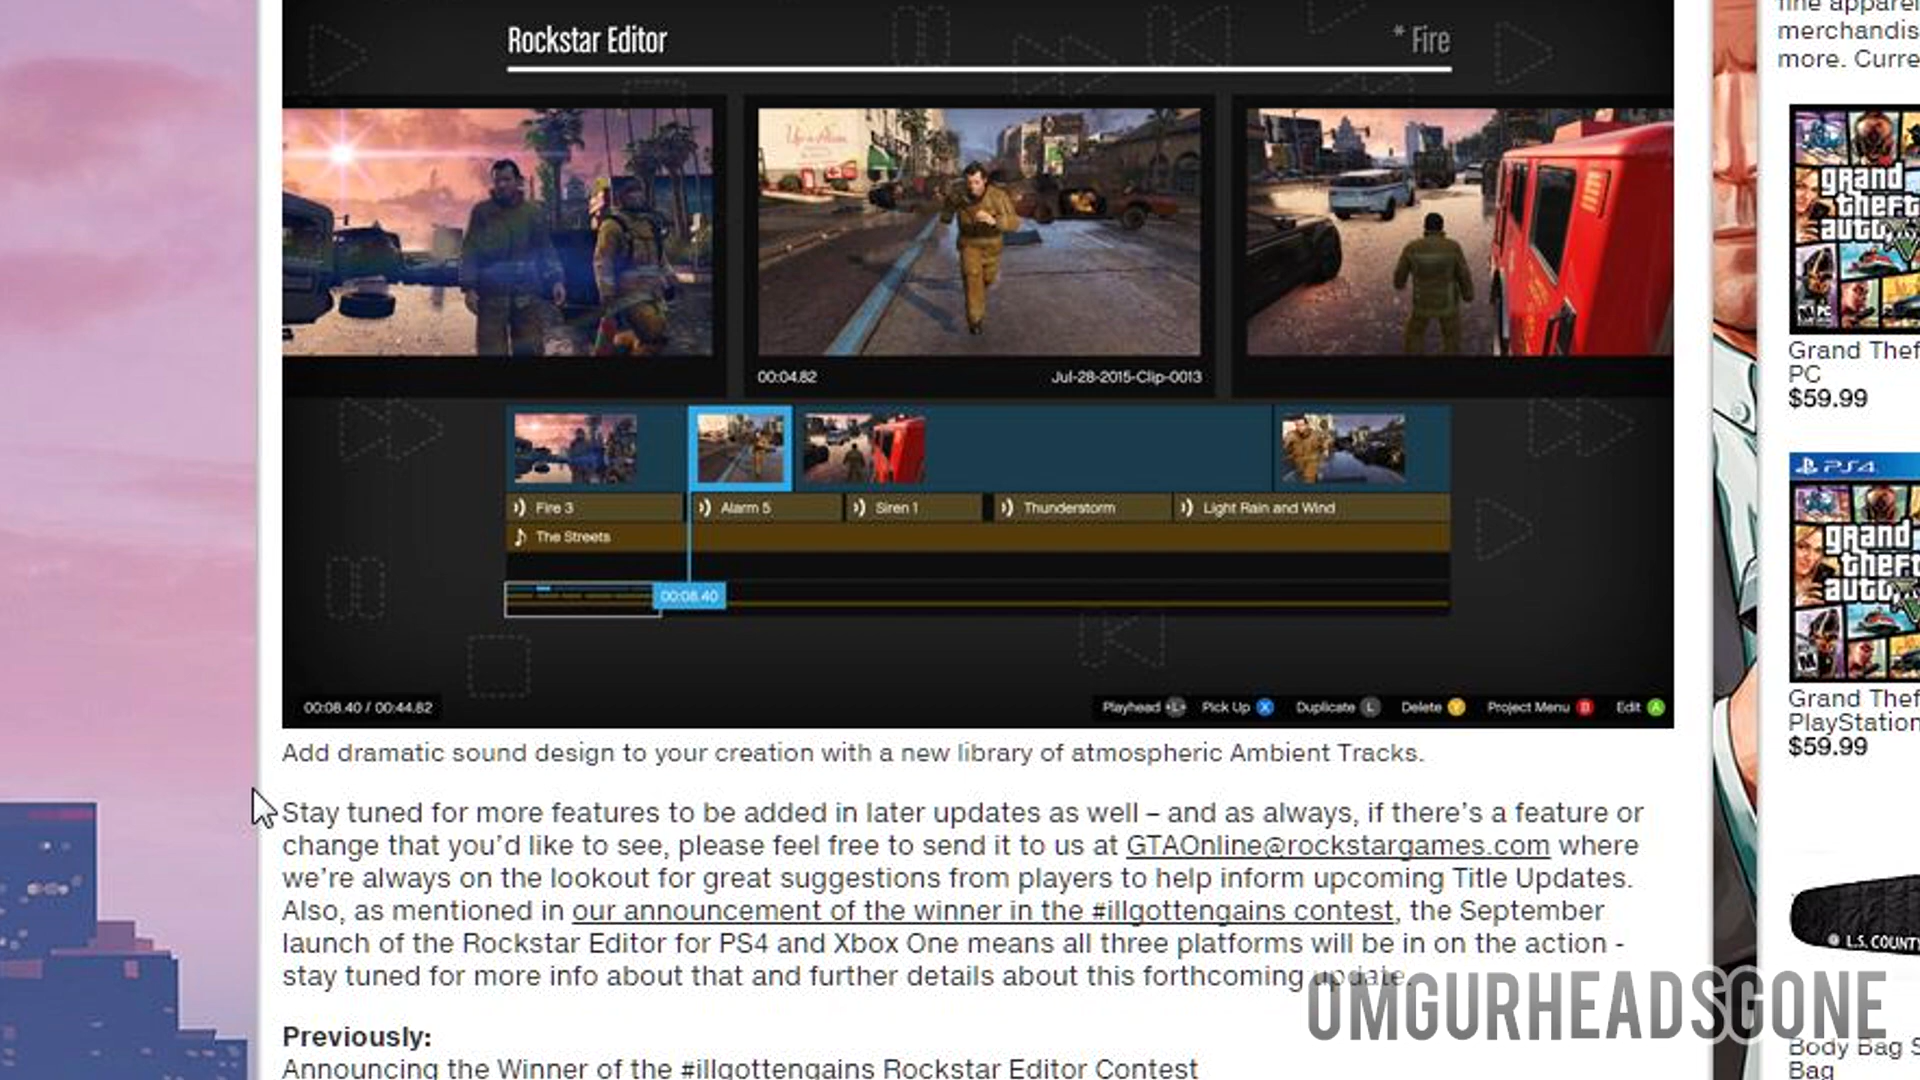 Rockstar Editor
* Fire
00:04.82
Jul-28-2015-Clip-0013
Fire 3
Alarm 5
Siren 1
Thunderstorm
Light Rain and Wind
The Streets
00:08.40
00:08.40 / 00:44.82
Playhead L Pick Up X Duplicate L Delete Y Project Menu B Edit A
Add dramatic sound design to your creation with a new library of atmospheric Ambient Tracks.
Stay tuned for more features to be added in later updates as well – and as always, if there's a feature or
change that you'd like to see, please feel free to send it to us at GTAOnline@rockstargames.com where
we're always on the lookout for great suggestions from players to help inform upcoming Title Updates.
Also, as mentioned in our announcement of the winner in the #illgottengains contest, the September
launch of the Rockstar Editor for PS4 and Xbox One means all three platforms will be in on the action -
stay tuned for more info about that and further details about this forthcoming update.
Previously:
Announcing the Winner of the #illgottengains Rockstar Editor Contest
fine apparel
merchandis
more. Curre
grand
theft
auto V
M PC
Grand Thef
PC
$59.99
PS4
grand
theft
auto V
M
Grand Thef
PlayStation
$59.99
L.S. COUNTY
Body Bag S
Bag
OMGURHEADSGONE